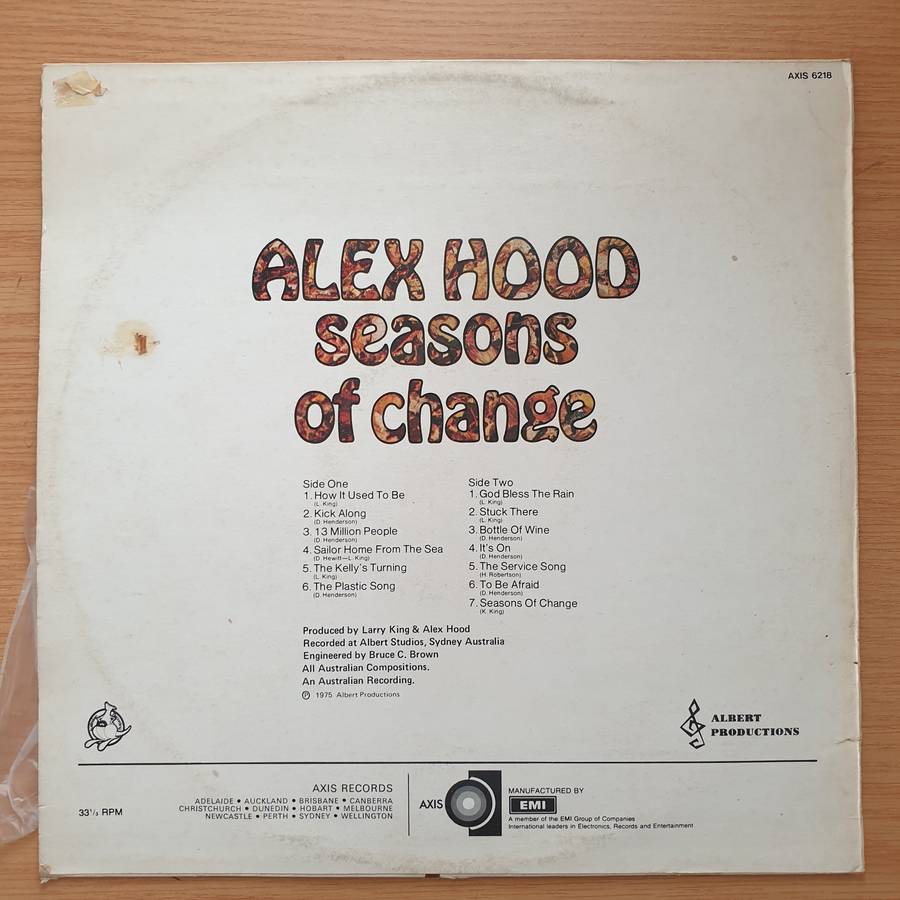 AXIS 6218
ALEX HOOD
seasons
of change
Side One
1. How It Used To Be
(L. King)
2. Kick Along
(D. Henderson)
3. 13 Million People
(D. Henderson)
4. Sailor Home From The Sea
(D. Hewitt—L. King)
5. The Kelly's Turning
(L. King)
6. The Plastic Song
(D. Henderson)
Side Two
1. God Bless The Rain
(L. King)
2. Stuck There
(L. King)
3. Bottle Of Wine
(D. Henderson)
4. It's On
(D. Henderson)
5. The Service Song
(H. Robertson)
6. To Be Afraid
(D. Henderson)
7. Seasons Of Change
(K. King)
Produced by Larry King & Alex Hood
Recorded at Albert Studios, Sydney Australia
Engineered by Bruce C. Brown
All Australian Compositions.
An Australian Recording.
℗ 1975 Albert Productions
ALBERT
PRODUCTIONS
33⅓ RPM
AXIS RECORDS
ADELAIDE • AUCKLAND • BRISBANE • CANBERRA
CHRISTCHURCH • DUNEDIN • HOBART • MELBOURNE
NEWCASTLE • PERTH • SYDNEY • WELLINGTON
AXIS
MANUFACTURED BY
EMI
A member of the EMI Group of Companies
International leaders in Electronics, Records and Entertainment